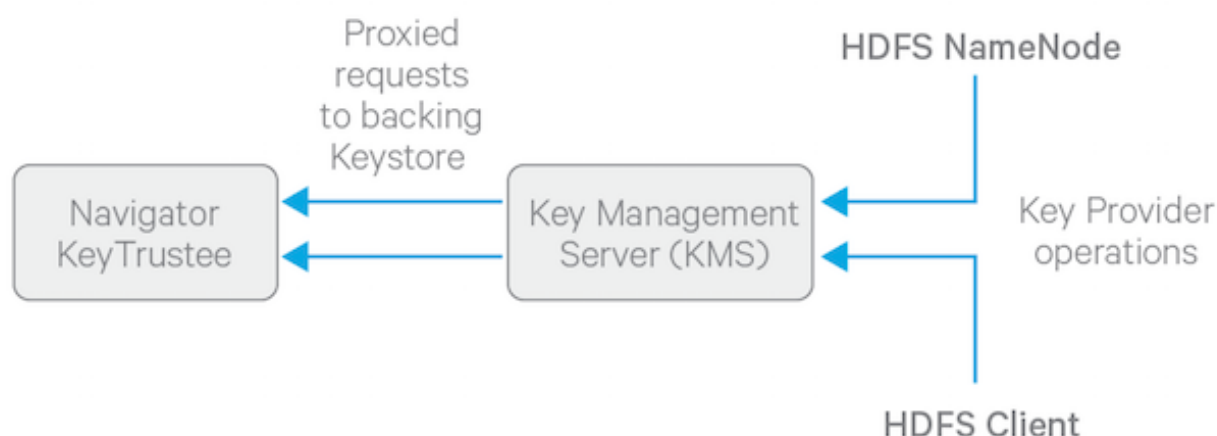 Proxied
requests
to backing
Keystore
HDFS NameNode
Navigator
KeyTrustee
Key Management
Server (KMS)
Key Provider
operations
HDFS Client